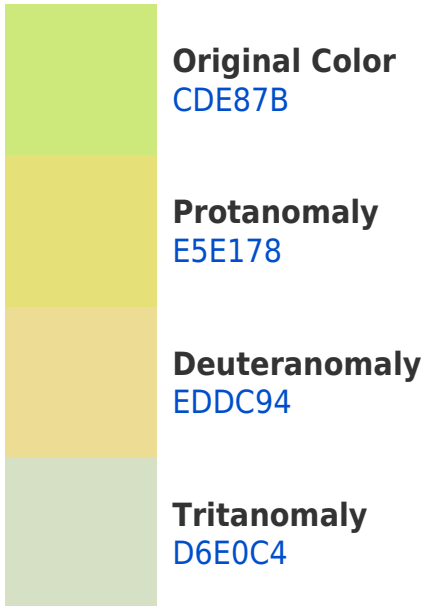 Original Color
CDE87B
Protanomaly
E5E178
Deuteranomaly
EDDC94
Tritanomaly
D6E0C4